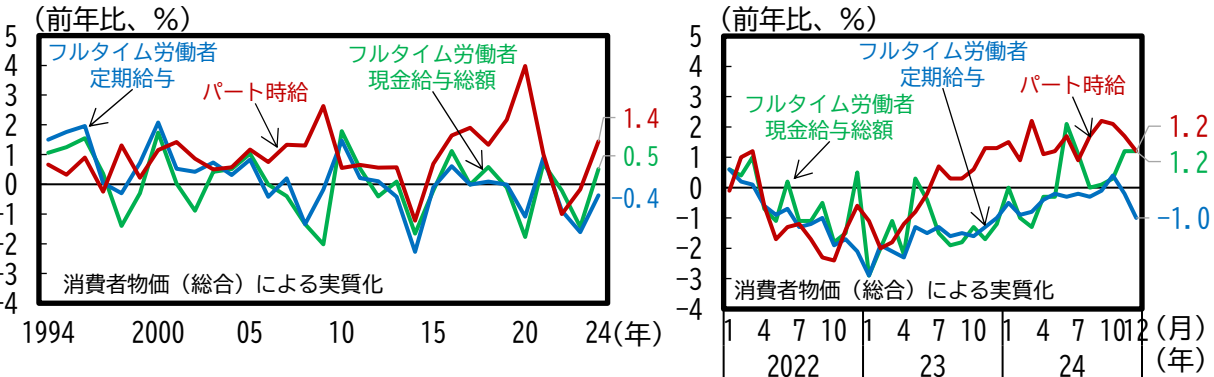 （前年比、％）
5
4
3
2
1
0
-1
-2
-3
-4
フルタイム労働者
定期給与
パート時給
フルタイム労働者
現金給与総額
1.4
0.5
−0.4
消費者物価（総合）による実質化
1994 2000 05 10 15 20 24(年)
（前年比、％）
5
4
3
2
1
0
−1
−2
−3
−4
フルタイム労働者
定期給与
パート時給
フルタイム労働者
現金給与総額
1.2
1.2
−1.0
消費者物価（総合）による実質化
1 4 7 10 1 4 7 10 1 4 7 10 12 (月)
2022 23 24 (年)